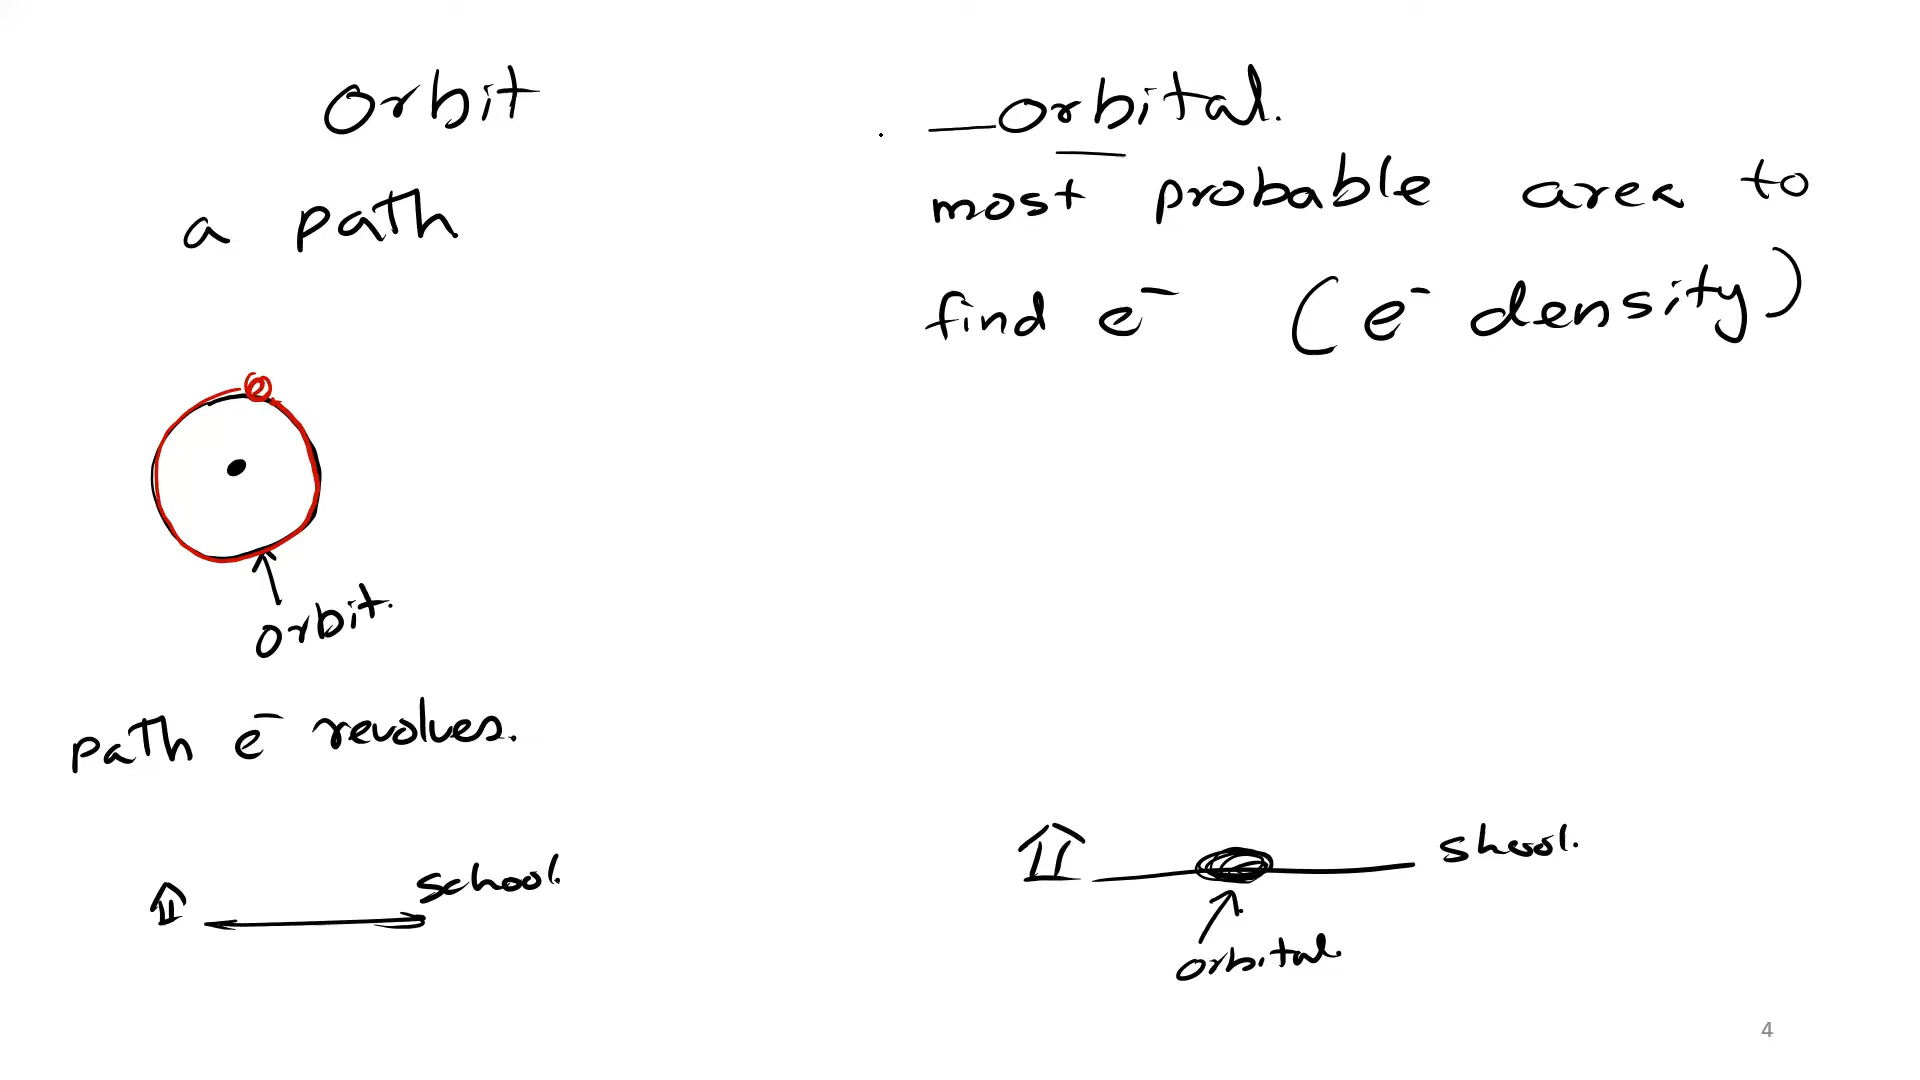 orbit
a path
orbit.
path e⁻ revolves.
school.
orbital.
most probable area to
find e⁻ (e⁻ density)
shool.
orbital.
4